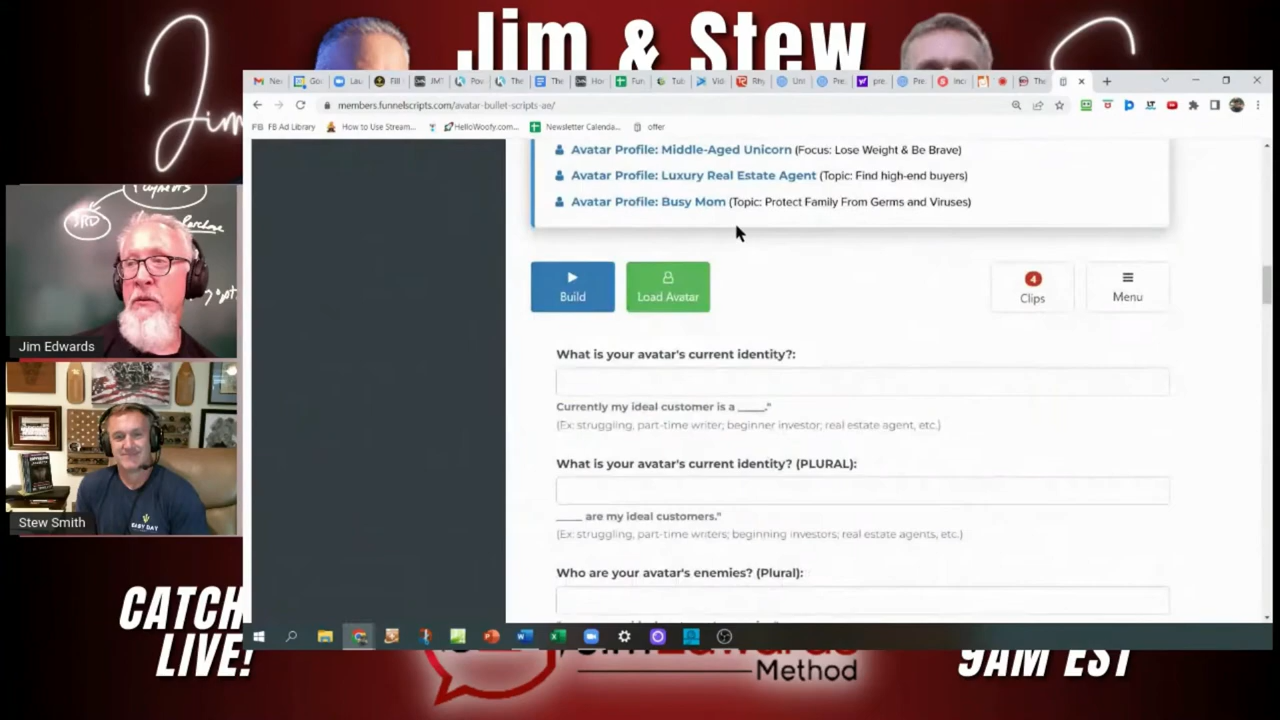 Jim & Stew
Jim
members.funnelscripts.com/avatar-bullet-scripts-ae/
FB Ad Library
How to Use Stream...
HelloWoofy.com...
Newsletter Calenda...
offer
Avatar Profile: Middle-Aged Unicorn (Focus: Lose Weight & Be Brave)
Avatar Profile: Luxury Real Estate Agent (Topic: Find high-end buyers)
Avatar Profile: Busy Mom (Topic: Protect Family From Germs and Viruses)
Build
Load Avatar
4
Clips
Menu
What is your avatar's current identity?:
Currently my ideal customer is a _____."
(Ex: struggling, part-time writer; beginner investor; real estate agent, etc.)
What is your avatar's current identity? (PLURAL):
_____ are my ideal customers."
(Ex: struggling, part-time writers; beginning investors; real estate agents, etc.)
Who are your avatar's enemies? (Plural):
3RD
Purchase
Jim Edwards
EASY DAY
Stew Smith
CATCH
LIVE!
Method
9AM EST